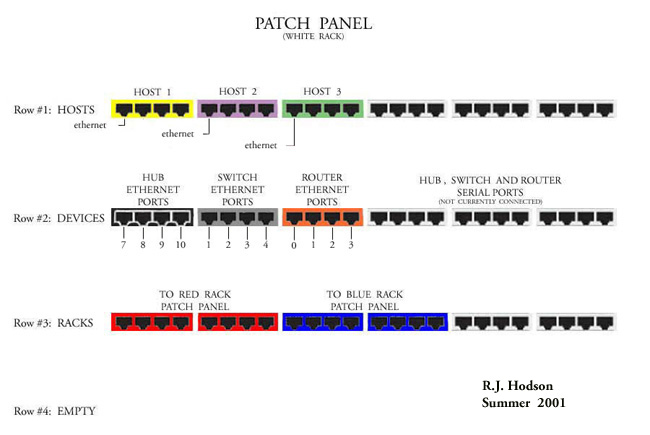 PATCH PANEL
(WHITE RACK)
HOST 1 HOST 2 HOST 3
Row #1: HOSTS
ethernet
ethernet
ethernet
HUB
ETHERNET
PORTS
SWITCH
ETHERNET
PORTS
ROUTER
ETHERNET
PORTS
HUB , SWITCH AND ROUTER
SERIAL PORTS
(NOT CURRENTLY CONNECTED)
Row #2: DEVICES
7 8 9 10 1 2 3 4 0 1 2 3
TO RED RACK
PATCH PANEL
TO BLUE RACK
PATCH PANEL
Row #3: RACKS
R.J. Hodson
Summer 2001
Row #4: EMPTY